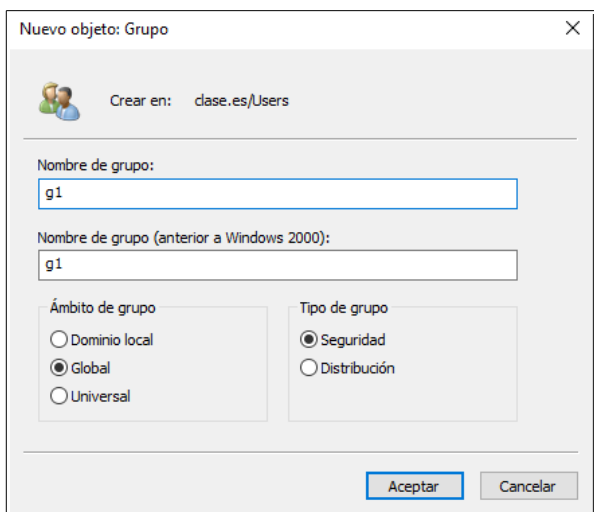 Nuevo objeto: Grupo
Crear en: clase.es/Users
Nombre de grupo:
g1
Nombre de grupo (anterior a Windows 2000):
g1
Ámbito de grupo
Dominio local
Global
Universal
Tipo de grupo
Seguridad
Distribución
Aceptar
Cancelar